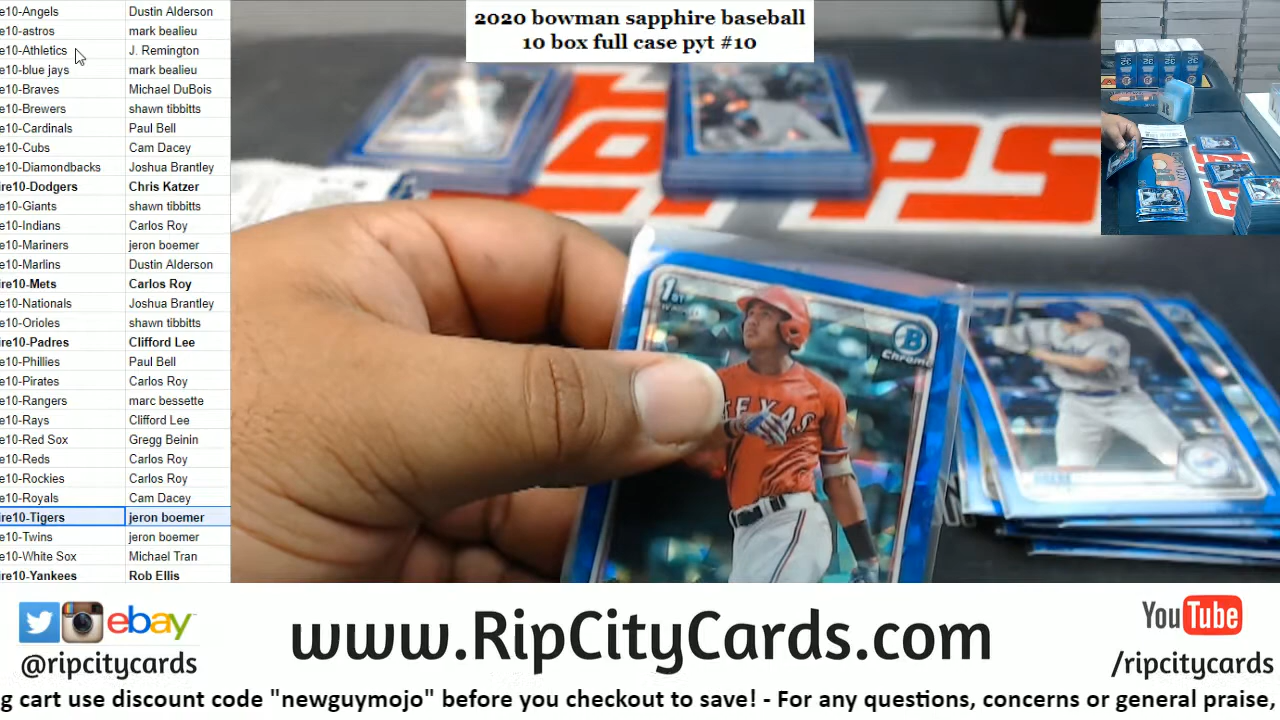 e10-Angels Dustin Alderson
e10-astros mark bealieu
e10-Athletics J. Remington
e10-blue jays mark bealieu
e10-Braves Michael DuBois
e10-Brewers shawn tibbitts
e10-Cardinals Paul Bell
e10-Cubs Cam Dacey
e10-Diamondbacks Joshua Brantley
ire10-Dodgers Chris Katzer
e10-Giants shawn tibbitts
e10-Indians Carlos Roy
e10-Mariners jeron boemer
e10-Marlins Dustin Alderson
ire10-Mets Carlos Roy
e10-Nationals Joshua Brantley
e10-Orioles shawn tibbitts
ire10-Padres Clifford Lee
e10-Phillies Paul Bell
e10-Pirates Carlos Roy
e10-Rangers marc bessette
e10-Rays Clifford Lee
e10-Red Sox Gregg Beinin
e10-Reds Carlos Roy
e10-Rockies Carlos Roy
e10-Royals Cam Dacey
ire10-Tigers jeron boemer
e10-Twins jeron boemer
e10-White Sox Michael Tran
ire10-Yankees Rob Ellis
2020 bowman sapphire baseball
10 box full case pyt #10
1ST
B
Chrome
TEXAS
ebay
@ripcitycards
www.RipCityCards.com
YouTube
/ripcitycards
g cart use discount code "newguymojo" before you checkout to save! - For any questions, concerns or general praise,